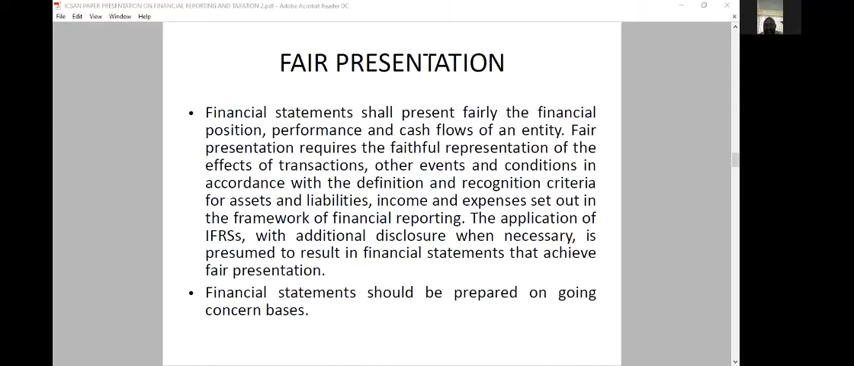 ICSAN PAPER PRESENTATION ON FINANCIAL REPORTING AND TAXATION 2.pdf - Adobe Acrobat Reader DC
File Edit View Window Help
FAIR PRESENTATION
• Financial statements shall present fairly the financial
position, performance and cash flows of an entity. Fair
presentation requires the faithful representation of the
effects of transactions, other events and conditions in
accordance with the definition and recognition criteria
for assets and liabilities, income and expenses set out in
the framework of financial reporting. The application of
IFRSs, with additional disclosure when necessary, is
presumed to result in financial statements that achieve
fair presentation.
• Financial statements should be prepared on going
concern bases.